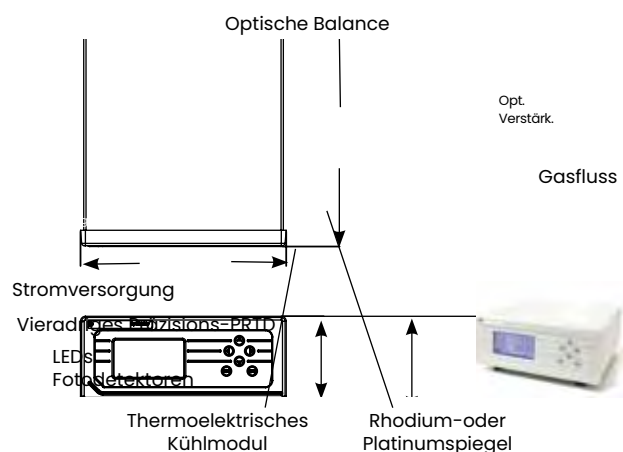 Optische Balance
Opt.
Verstärk.
Gasfluss
Stromversorgung
Vieradriges Präzisions-PRTD
LEDs
Fotodetektoren
Thermoelektrisches
Kühlmodul
Rhodium-oder
Platinumspiegel